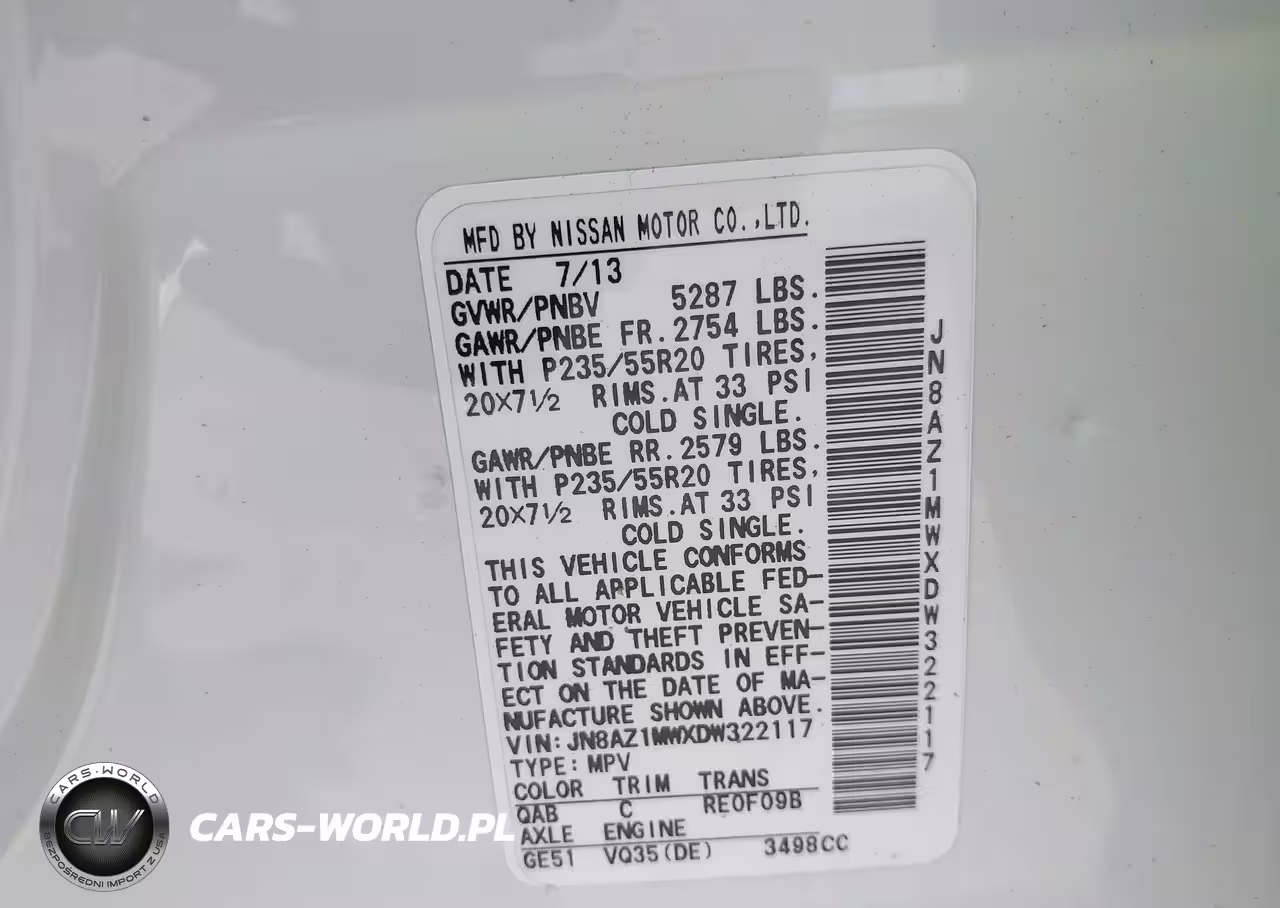 MFD BY NISSAN MOTOR CO.,LTD.
DATE 7/13
GVWR/PNBV 5287 LBS.
GAWR/PNBE FR.2754 LBS.
WITH P235/55R20 TIRES,
20X7½ RIMS.AT 33 PSI
COLD SINGLE.
GAWR/PNBE RR.2579 LBS.
WITH P235/55R20 TIRES,
20X7½ RIMS.AT 33 PSI
COLD SINGLE.
THIS VEHICLE CONFORMS
TO ALL APPLICABLE FED-
ERAL MOTOR VEHICLE SA-
FETY AND THEFT PREVEN-
TION STANDARDS IN EFF-
ECT ON THE DATE OF MA-
NUFACTURE SHOWN ABOVE.
VIN:JN8AZ1MWXDW322117
TYPE:MPV
COLOR TRIM TRANS
QAB C RE0F09B
AXLE ENGINE
GE51 VQ35(DE) 3498CC
JN8AZ1MWXDW322117
CARS-WORLD
CW
BEZPOŚREDNI IMPORT Z USA
CARS-WORLD.PL